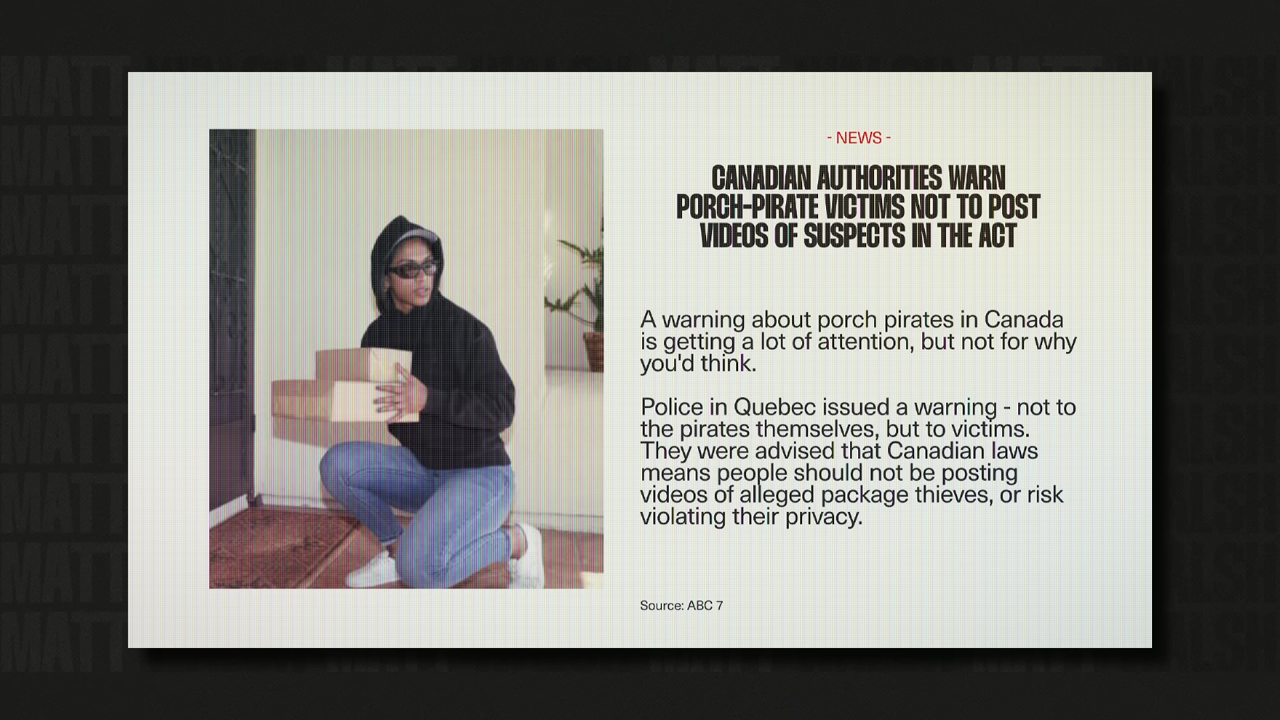 - NEWS -
CANADIAN AUTHORITIES WARN
PORCH-PIRATE VICTIMS NOT TO POST
VIDEOS OF SUSPECTS IN THE ACT
A warning about porch pirates in Canada
is getting a lot of attention, but not for why
you'd think.
Police in Quebec issued a warning - not to
the pirates themselves, but to victims.
They were advised that Canadian laws
means people should not be posting
videos of alleged package thieves, or risk
violating their privacy.
Source: ABC 7